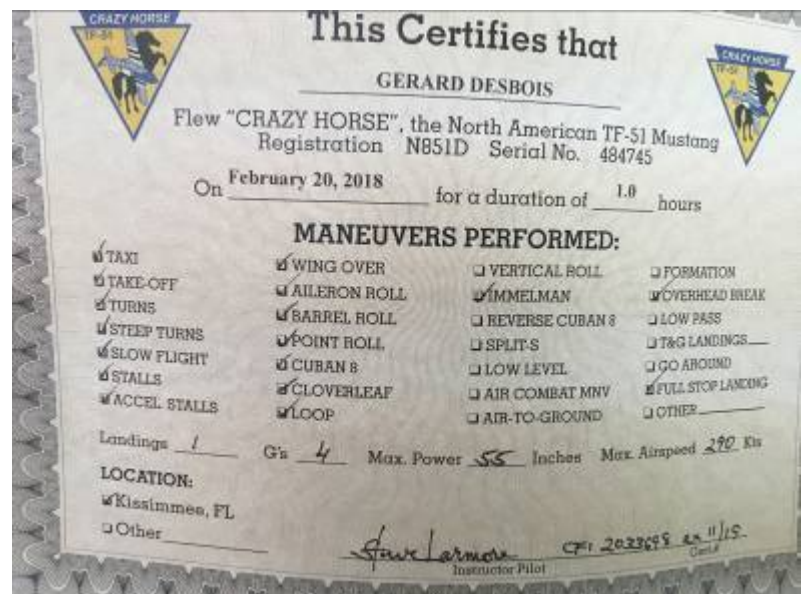 CRAZY HORSE
TF-51
This Certifies that
CRAZY HORSE
TF-51
GERARD DESBOIS
Flew "CRAZY HORSE", the North American TF-51 Mustang
Registration N851D Serial No. 484745
On February 20, 2018 for a duration of 1.0 hours
MANEUVERS PERFORMED:
TAXI WING OVER VERTICAL ROLL FORMATION
TAKE-OFF AILERON ROLL IMMELMAN OVERHEAD BREAK
TURNS BARREL ROLL REVERSE CUBAN 8 LOW PASS
STEEP TURNS POINT ROLL SPLIT-S T&G LANDINGS
SLOW FLIGHT CUBAN 8 LOW LEVEL GO AROUND
STALLS CLOVERLEAF AIR COMBAT MNV FULL STOP LANDING
ACCEL STALLS LOOP AIR-TO-GROUND OTHER
Landings 1 G's 4 Max. Power 55 Inches Max. Airspeed 290 Kts
LOCATION:
Kissimmee, FL
Other
Steve Larmore CFI 11/15
Instructor Pilot Cert.#